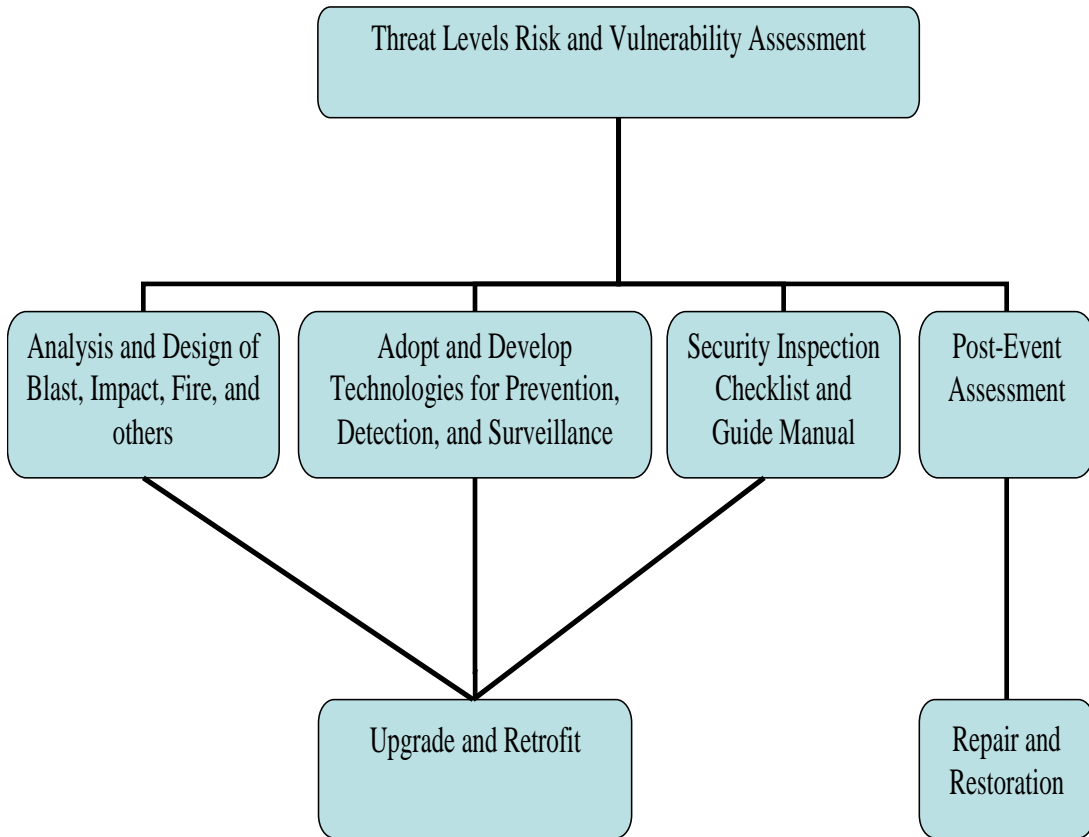 Threat Levels Risk and Vulnerability Assessment
Analysis and Design of
Blast, Impact, Fire, and
others
Adopt and Develop
Technologies for Prevention,
Detection, and Surveillance
Security Inspection
Checklist and
Guide Manual
Post-Event
Assessment
Upgrade and Retrofit
Repair and
Restoration